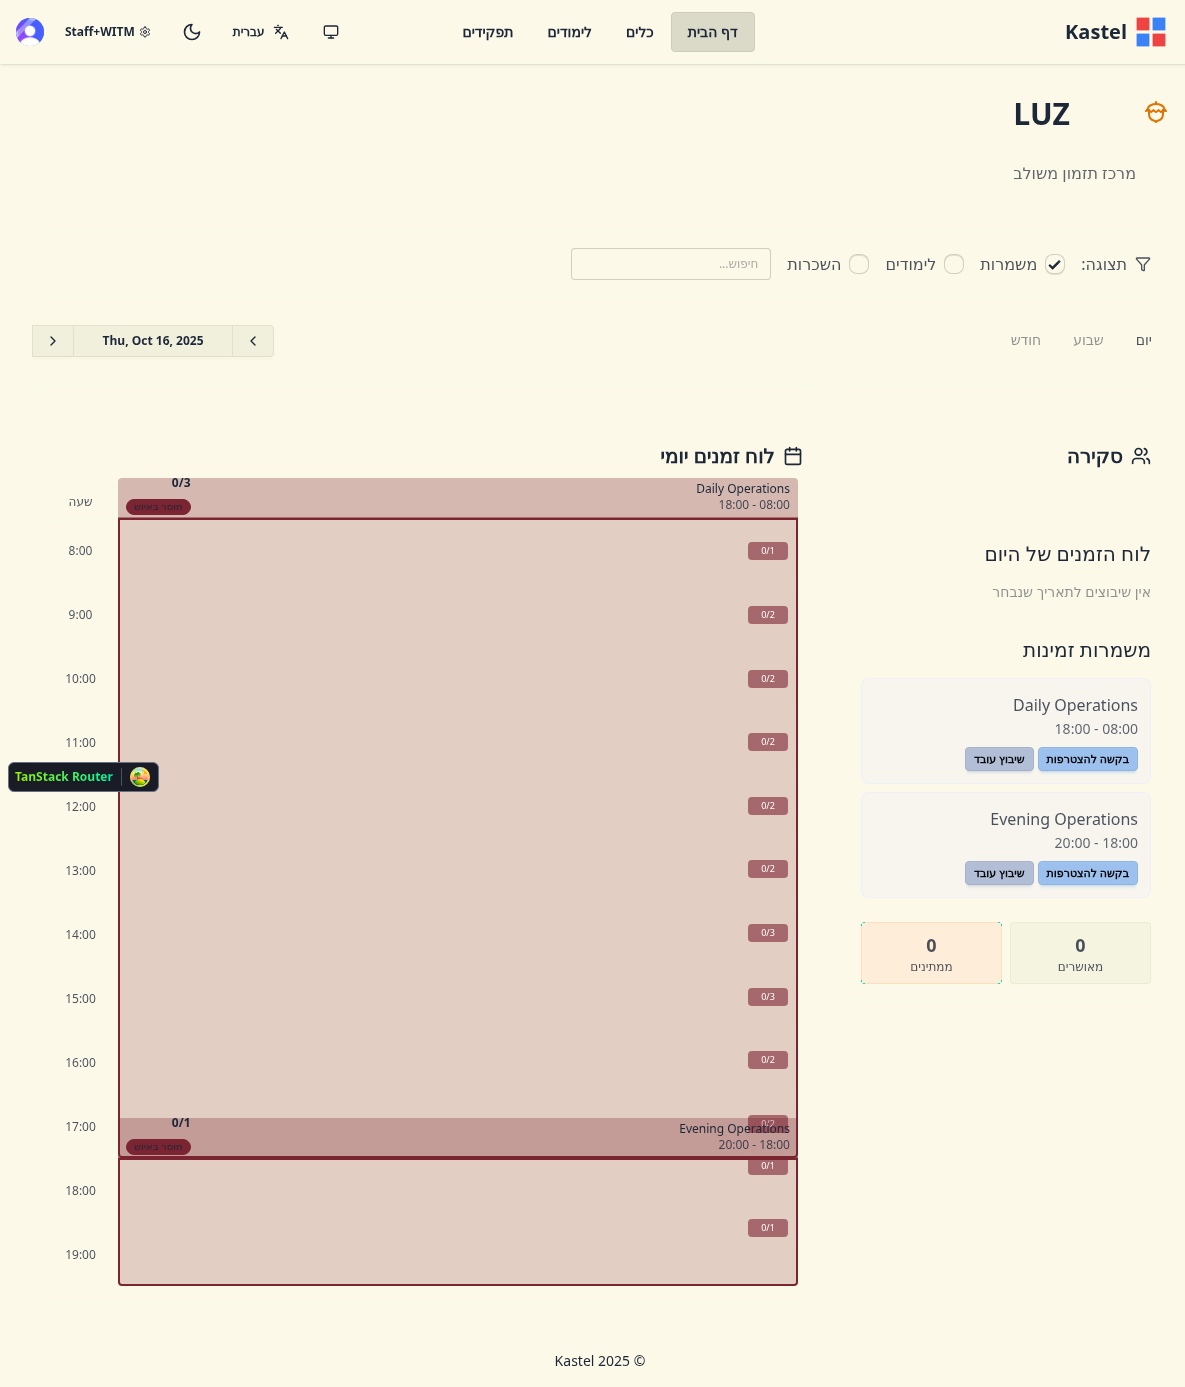 Kastel
דף הבית
כלים
לימודים
תפקידים
עברית
Staff+WITM
LUZ
מרכז תזמון משולב
תצוגה:
משמרות
לימודים
השכרות
חיפוש...
יום
שבוע
חודש
Thu, Oct 16, 2025
סקירה
לוח הזמנים של היום
אין שיבוצים לתאריך שנבחר
משמרות זמינות
Daily Operations
18:00 - 08:00
בקשה להצטרפות
שיבוץ עובד
Evening Operations
20:00 - 18:00
בקשה להצטרפות
שיבוץ עובד
0
מאושרים
0
ממתינים
לוח זמנים יומי
שעה
Daily Operations
18:00 - 08:00
0/3
חוסר באיוש
8:00
0/1
9:00
0/2
10:00
0/2
11:00
0/2
TanStack Router
12:00
0/2
13:00
0/2
14:00
0/3
15:00
0/3
16:00
0/2
17:00
0/2
Evening Operations
20:00 - 18:00
0/1
חוסר באיוש
0/1
18:00
0/1
19:00
Kastel 2025 ©